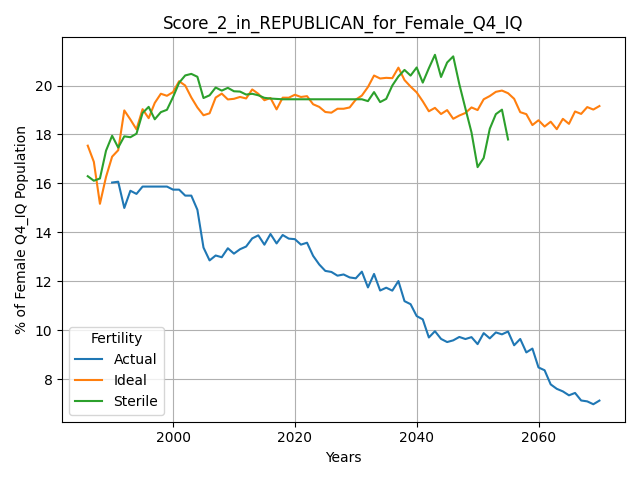 Score_2_in_REPUBLICAN_for_Female_Q4_IQ
% of Female Q4_IQ Population
20
18
16
14
12
10
8
Fertility
Actual
Ideal
Sterile
2000
2020
2040
2060
Years